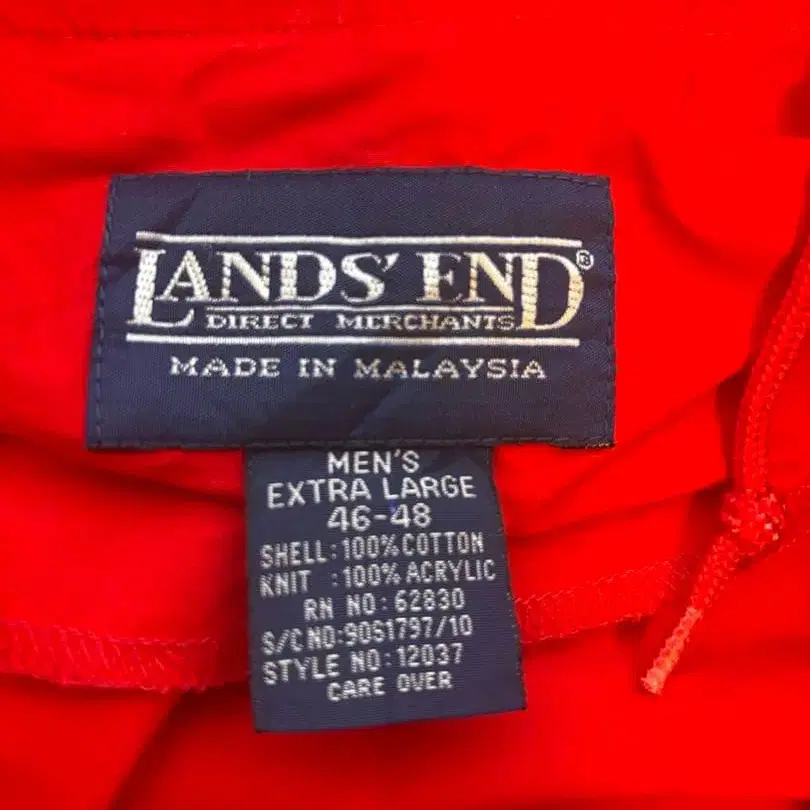 LANDS' END®
DIRECT MERCHANTS
MADE IN MALAYSIA
MEN'S
EXTRA LARGE
46-48
SHELL:100% COTTON
KNIT :100% ACRYLIC
RN NO:62830
S/C NO:90S1797/10
STYLE NO:12037
CARE OVER